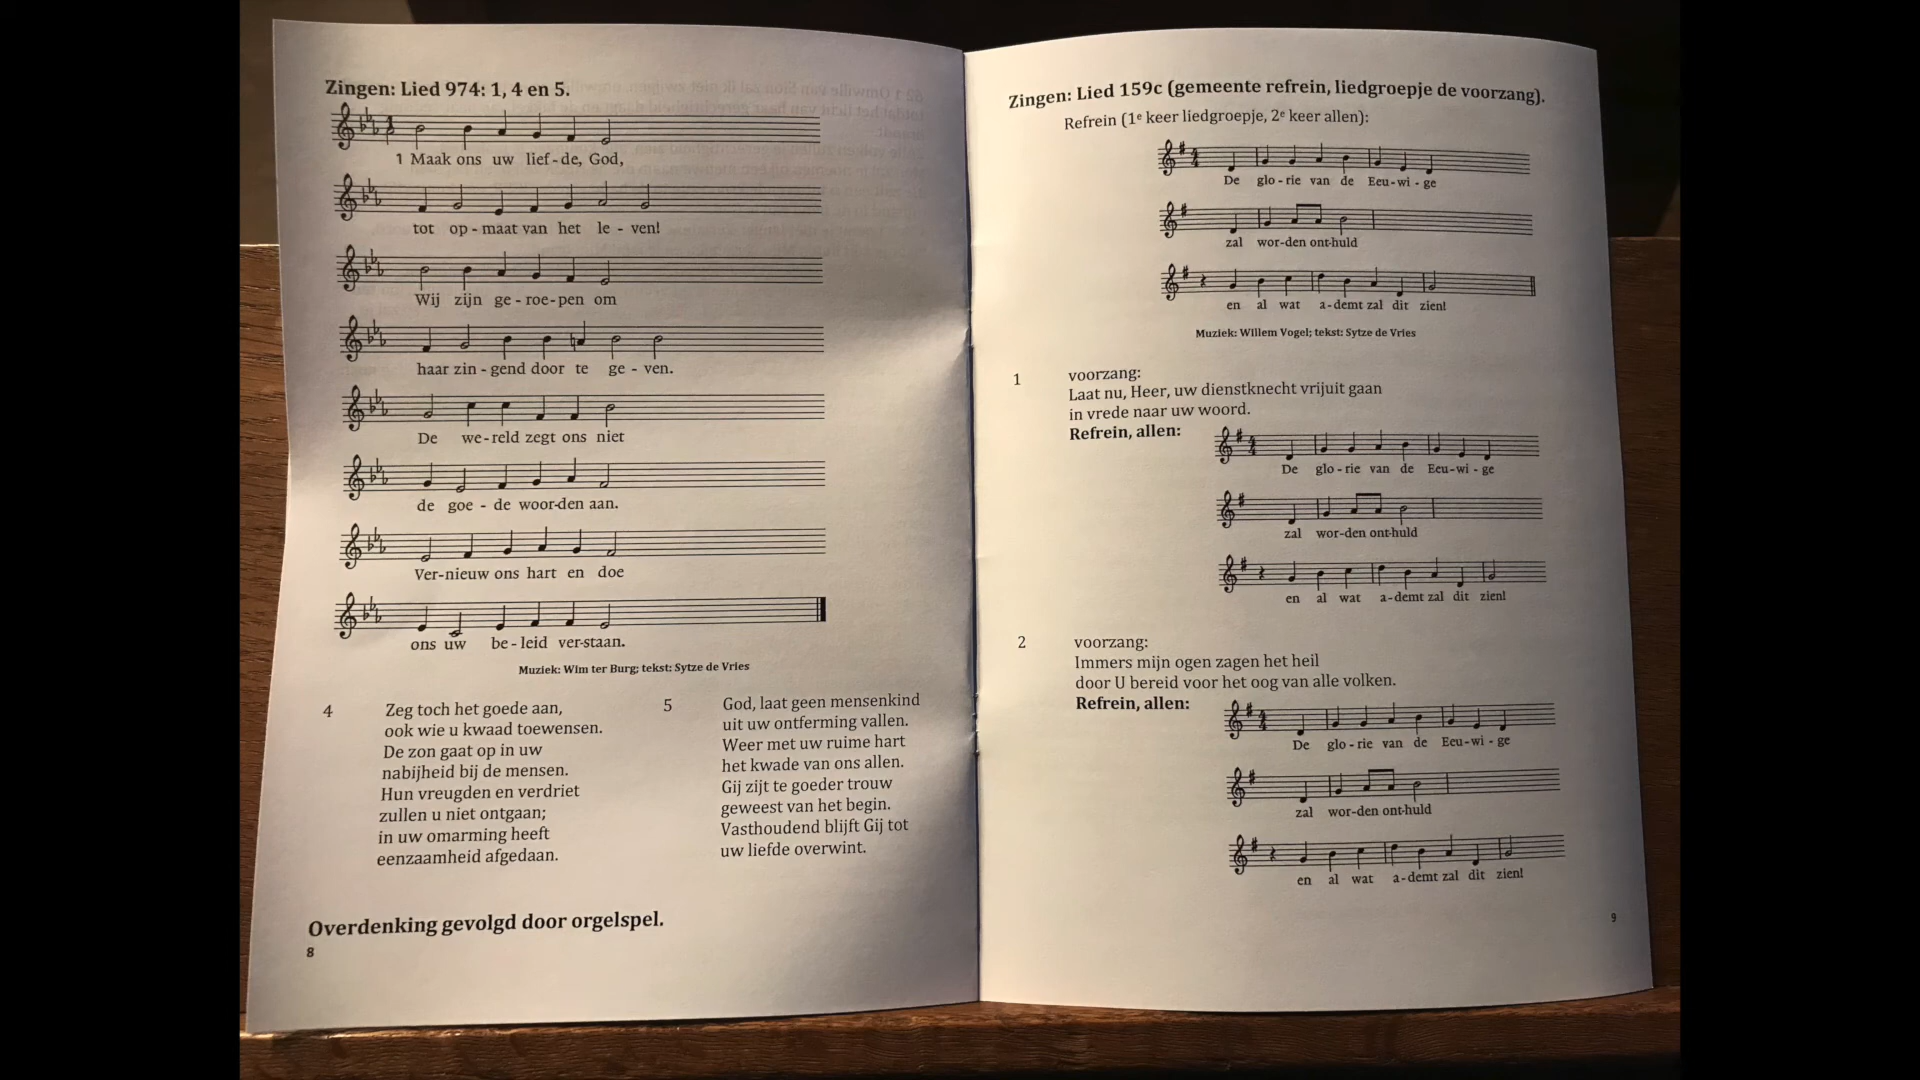 Zingen: Lied 974: 1, 4 en 5.
1 Maak ons uw lief - de, God,
tot op - maat van het le - ven!
Wij zijn ge - roe - pen om
haar zin - gend door te ge - ven.
De we - reld zegt ons niet
de goe - de woor-den aan.
Ver-nieuw ons hart en doe
ons uw be - leid ver-staan.
Muziek: Wim ter Burg; tekst: Sytze de Vries
4
Zeg toch het goede aan,
ook wie u kwaad toewensen.
De zon gaat op in uw
nabijheid bij de mensen.
Hun vreugden en verdriet
zullen u niet ontgaan;
in uw omarming heeft
eenzaamheid afgedaan.
5
God, laat geen mensenkind
uit uw ontferming vallen.
Weer met uw ruime hart
het kwade van ons allen.
Gij zijt te goeder trouw
geweest van het begin.
Vasthoudend blijft Gij tot
uw liefde overwint.
Overdenking gevolgd door orgelspel.
8
Zingen: Lied 159c (gemeente refrein, liedgroepje de voorzang).
Refrein (1e keer liedgroepje, 2e keer allen):
De glo - rie van de Eeu - wi - ge
zal wor-den ont-huld
en al wat a-demt zal dit zien!
Muziek: Willem Vogel; tekst: Sytze de Vries
1
voorzang:
Laat nu, Heer, uw dienstknecht vrijuit gaan
in vrede naar uw woord.
Refrein, allen:
De glo - rie van de Eeu - wi - ge
zal wor-den ont-huld
en al wat a-demt zal dit zien!
2
voorzang:
Immers mijn ogen zagen het heil
door U bereid voor het oog van alle volken.
Refrein, allen:
De glo - rie van de Eeu - wi - ge
zal wor-den ont-huld
en al wat a-demt zal dit zien!
9